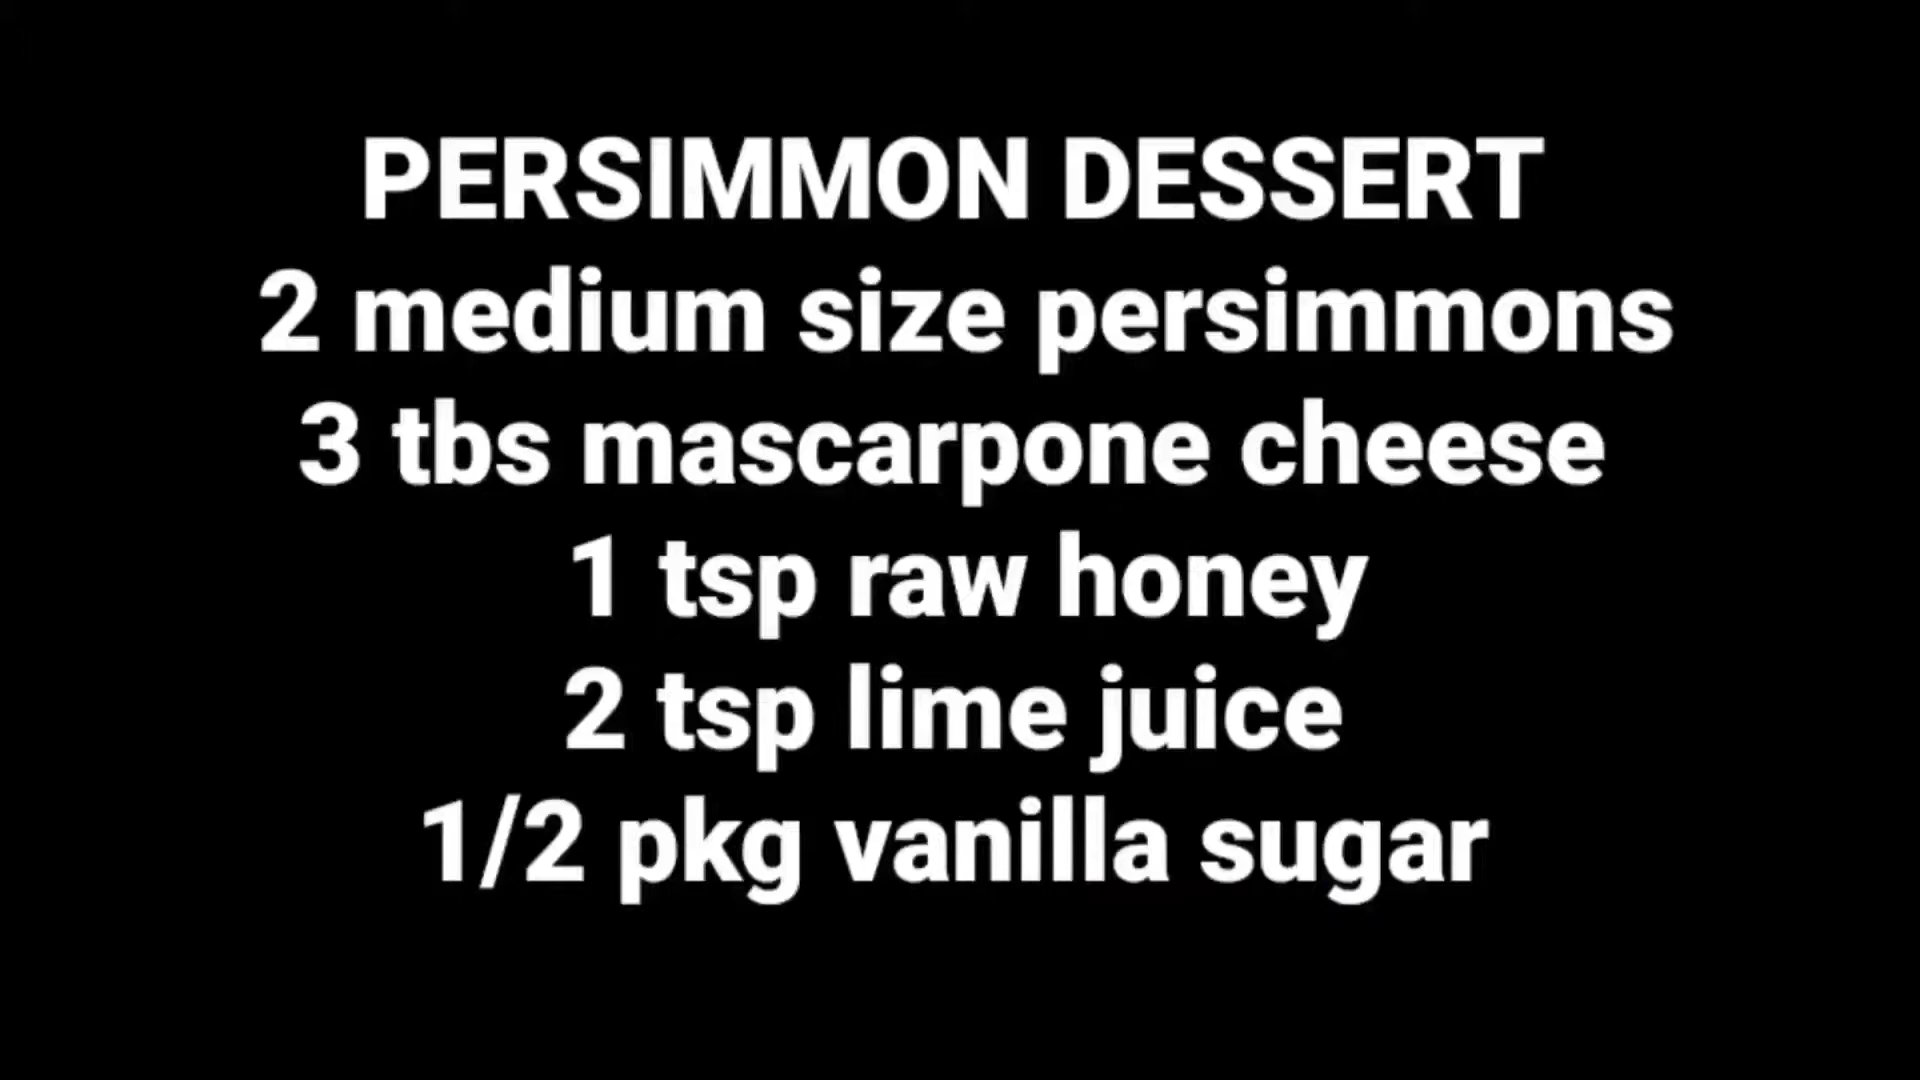 PERSIMMON DESSERT
2 medium size persimmons
3 tbs mascarpone cheese
1 tsp raw honey
2 tsp lime juice
1/2 pkg vanilla sugar